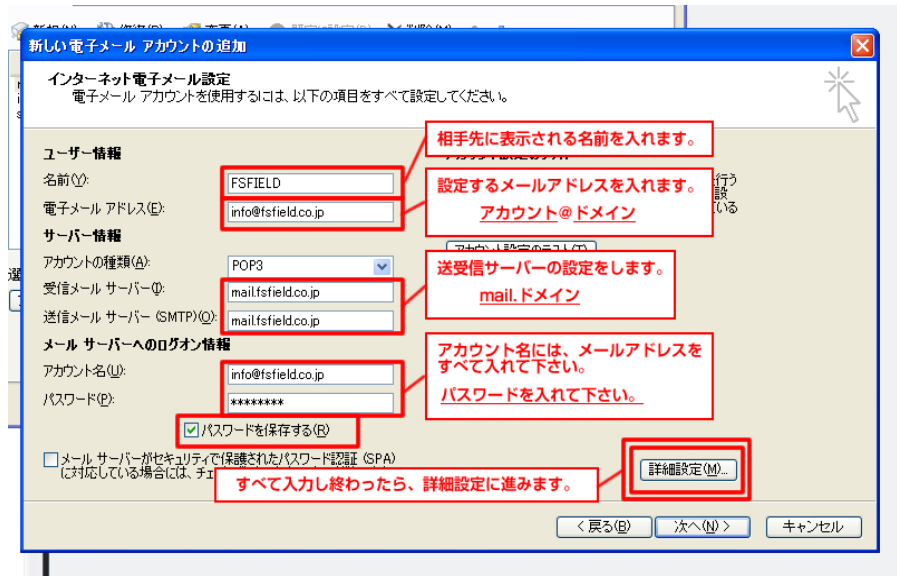 新しい電子メール アカウントの追加
インターネット電子メール設定
電子メール アカウントを使用するには、以下の項目をすべて設定してください。
相手先に表示される名前を入れます。
ユーザー情報
名前(Y):
FSFIELD
設定するメールアドレスを入れます。
アカウント@ドメイン
電子メール アドレス(E):
info@fsfield.co.jp
サーバー情報
アカウントの種類(A):
POP3
送受信サーバーの設定をします。
mail.ドメイン
受信メール サーバー(I):
mail.fsfield.co.jp
送信メール サーバー (SMTP)(O):
mail.fsfield.co.jp
メール サーバーへのログオン情報
アカウント名には、メールアドレスを
すべて入れて下さい。
パスワードを入れて下さい。
アカウント名(U):
info@fsfield.co.jp
パスワード(P):
********
パスワードを保存する(R)
メール サーバーがセキュリティで保護されたパスワード認証 (SPA)
に対応している場合には、チェ
すべて入力し終わったら、詳細設定に進みます。
詳細設定(M)...
< 戻る(B)
次へ(N) >
キャンセル